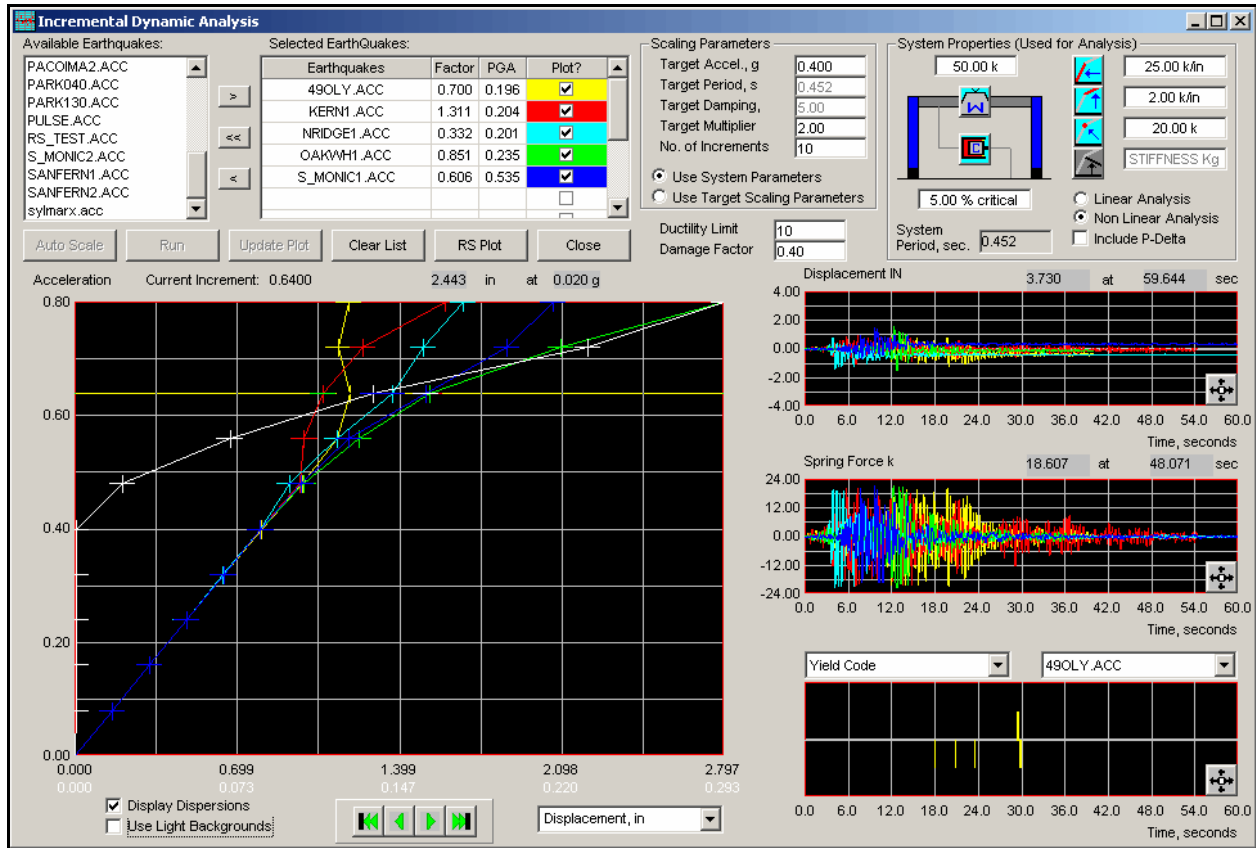 Incremental Dynamic Analysis
Available Earthquakes:
PACOIMA2.ACC
PARK040.ACC
PARK130.ACC
PULSE.ACC
RS_TEST.ACC
S_MONIC2.ACC
SANFERN1.ACC
SANFERN2.ACC
sylmarx.acc
>
<<
<
Selected EarthQuakes:
Earthquakes Factor PGA Plot?
49OLY.ACC 0.700 0.196
KERN1.ACC 1.311 0.204
NRIDGE1.ACC 0.332 0.201
OAKWH1.ACC 0.851 0.235
S_MONIC1.ACC 0.606 0.535
Scaling Parameters
Target Accel., g 0.400
Target Period, s 0.452
Target Damping, 5.00
Target Multiplier 2.00
No. of Increments 10
Use System Parameters
Use Target Scaling Parameters
Ductility Limit 10
Damage Factor 0.40
System Properties (Used for Analysis)
50.00 k
W
C
5.00 % critical
System Period, sec. 0.452
25.00 k/in
2.00 k/in
20.00 k
STIFFNESS Kg
Linear Analysis
Non Linear Analysis
Include P-Delta
Auto Scale Run Update Plot Clear List RS Plot Close
Acceleration Current Increment: 0.6400 2.443 in at 0.020 g
0.80
0.60
0.40
0.20
0.00
0.000 0.699 1.399 2.098 2.797
0.000 0.073 0.147 0.220 0.293
Display Dispersions
Use Light Backgrounds
Displacement, in
Displacement IN 3.730 at 59.644 sec
4.00
2.00
0.00
-2.00
-4.00
0.0 6.0 12.0 18.0 24.0 30.0 36.0 42.0 48.0 54.0 60.0
Time, seconds
Spring Force k 18.607 at 48.071 sec
24.00
12.00
0.00
-12.00
-24.00
0.0 6.0 12.0 18.0 24.0 30.0 36.0 42.0 48.0 54.0 60.0
Time, seconds
Yield Code 49OLY.ACC
0.0 6.0 12.0 18.0 24.0 30.0 36.0 42.0 48.0 54.0 60.0
Time, seconds